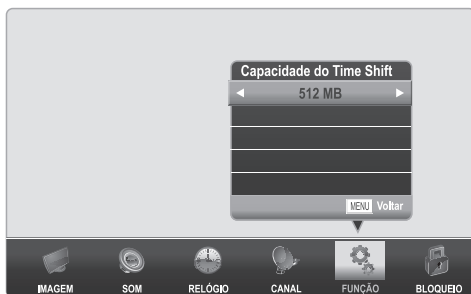 Capacidade do Time Shift
512 MB
MENU Voltar
IMAGEM SOM RELÓGIO CANAL FUNÇÃO BLOQUEIO